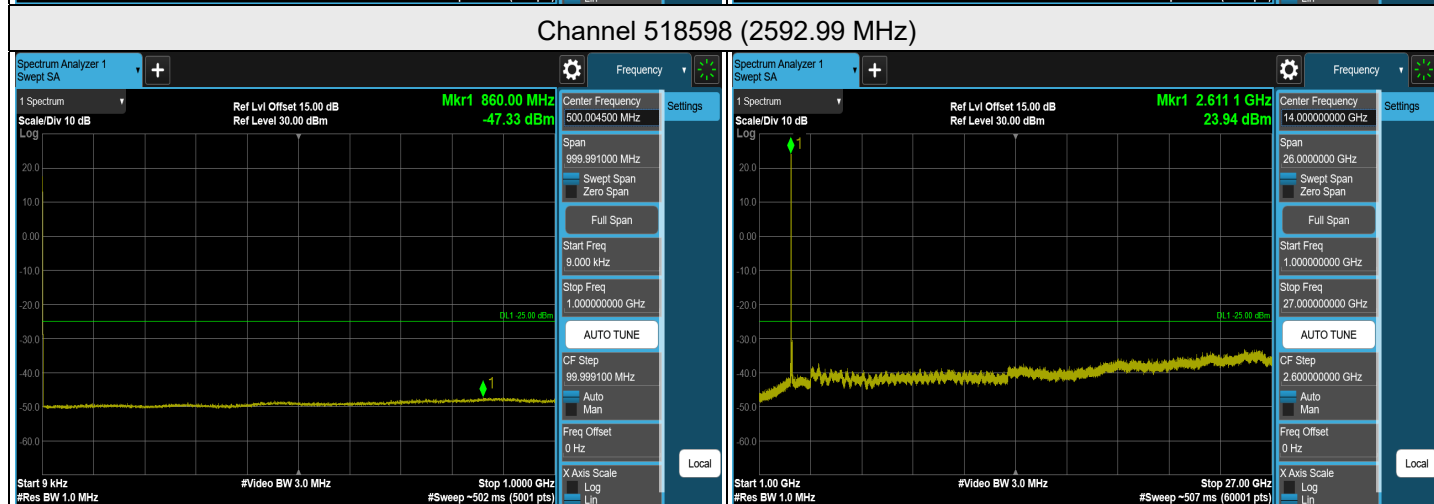 Channel 518598 (2592.99 MHz)
Spectrum Analyzer 1
Swept SA
+
Frequency
1 Spectrum
Scale/Div 10 dB
Log
Ref Lvl Offset 15.00 dB
Ref Level 30.00 dBm
Mkr1 860.00 MHz
-47.33 dBm
1
20.0
10.0
0.00
-10.0
-20.0
-30.0
-40.0
-50.0
-60.0
DL1 -25.00 dBm
Start 9 kHz
#Res BW 1.0 MHz
#Video BW 3.0 MHz
Stop 1.0000 GHz
#Sweep ~502 ms (5001 pts)
Center Frequency
500.004500 MHz
Settings
Span
999.991000 MHz
Swept Span
Zero Span
Full Span
Start Freq
9.000 kHz
Stop Freq
1.000000000 GHz
AUTO TUNE
CF Step
99.999100 MHz
Auto
Man
Freq Offset
0 Hz
X Axis Scale
Log
Lin
Local
Spectrum Analyzer 1
Swept SA
+
Frequency
1 Spectrum
Scale/Div 10 dB
Log
Ref Lvl Offset 15.00 dB
Ref Level 30.00 dBm
Mkr1 2.611 1 GHz
23.94 dBm
1
20.0
10.0
0.00
-10.0
-20.0
-30.0
-40.0
-50.0
-60.0
DL1 -25.00 dBm
Start 1.00 GHz
#Res BW 1.0 MHz
#Video BW 3.0 MHz
Stop 27.00 GHz
#Sweep ~507 ms (60001 pts)
Center Frequency
14.00000000 GHz
Settings
Span
26.0000000 GHz
Swept Span
Zero Span
Full Span
Start Freq
1.000000000 GHz
Stop Freq
27.000000000 GHz
AUTO TUNE
CF Step
2.600000000 GHz
Auto
Man
Freq Offset
0 Hz
X Axis Scale
Log
Lin
Local